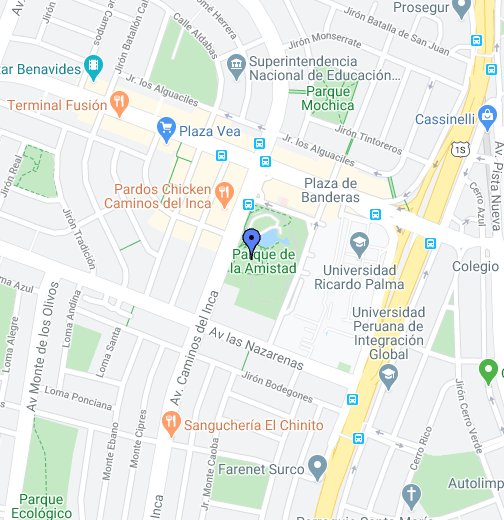 Prosegur
Jirón Batalla de San Juan
Jirón Monserrate
Calle Aldabas
Jirón Batallón Cal
Av.
Superintendencia
Nacional de Educación...
tar Benavides
Jr. los Alguaciles
Parque
Mochica
Terminal Fusión
Cassinelli
Plaza Vea
Jirón Tintoreros
Jr. los Alguaciles
1S
Av. Pista Nueva
Jirón Real
Pardos Chicken
Caminos del Inca
Plaza de
Banderas
Cerro Azul
Jirón Tradición
Parque de
la Amistad
Universidad
Ricardo Palma
Colegio
Loma Azul
Av Monte de los Olivos
Loma Andina
Av. Caminos del Inca
Universidad
Peruana de
Integración
Global
Loma Alegre
Loma Santa
Av las Nazarenas
Jirón Bodegones
Jirón Cerro Verde
Loma Ponciana
Monte Cipres
Sanguchería El Chinito
Monte Ebano
Jr. Monte Caoba
Cerro Rico
Farenet Surco
Autolimp
Parque
Ecológico
Inca